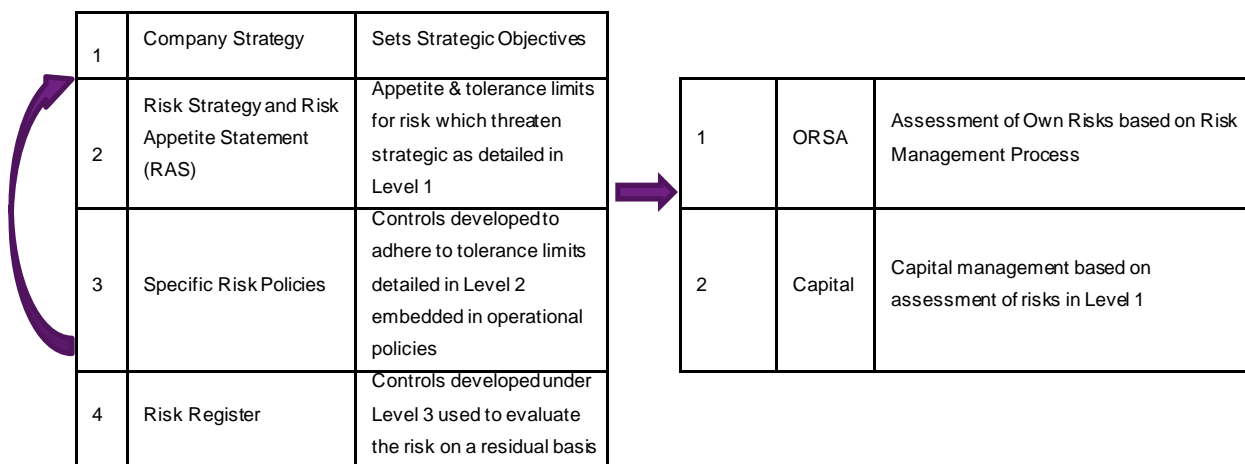 1
Company Strategy
Sets Strategic Objectives
2
Risk Strategy and Risk
Appetite Statement
(RAS)
Appetite & tolerance limits
for risk which threaten
strategic as detailed in
Level 1
3
Specific Risk Policies
Controls developed to
adhere to tolerance limits
detailed in Level 2
embedded in operational
policies
4
Risk Register
Controls developed under
Level 3 used to evaluate
the risk on a residual basis
1
ORSA
Assessment of Own Risks based on Risk
Management Process
2
Capital
Capital management based on
assessment of risks in Level 1